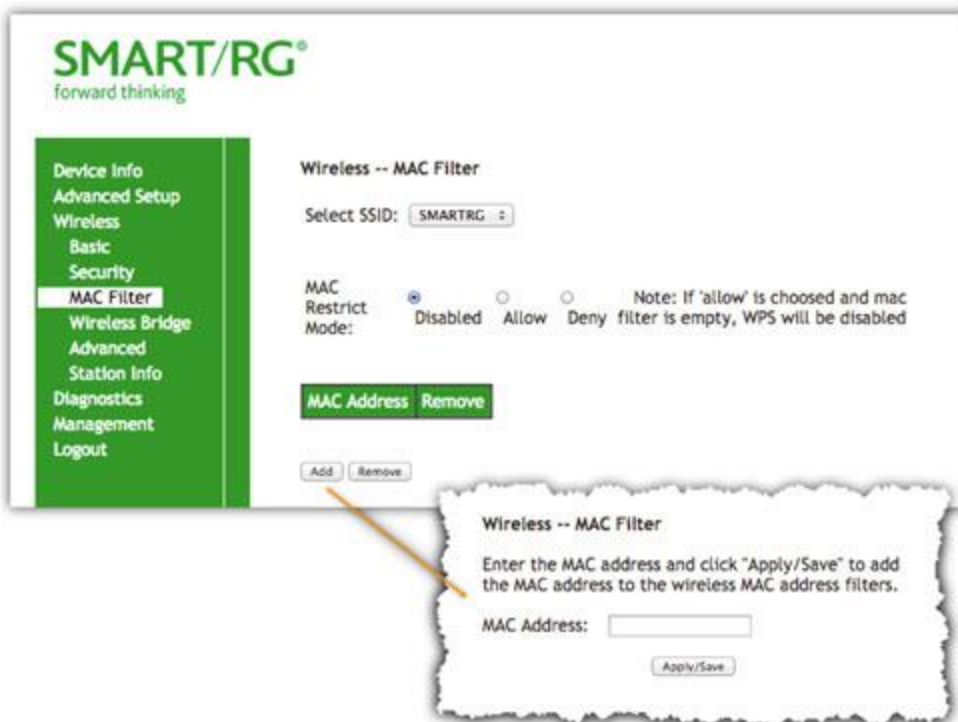 SMART/RG®
forward thinking
Device Info
Advanced Setup
Wireless
Basic
Security
MAC Filter
Wireless Bridge
Advanced
Station Info
Diagnostics
Management
Logout
Wireless -- MAC Filter
Select SSID: SMARTRG
MAC
Restrict
Mode:
Disabled Allow Deny
Note: If 'allow' is choosed and mac
filter is empty, WPS will be disabled
MAC Address Remove
Add Remove
Wireless -- MAC Filter
Enter the MAC address and click "Apply/Save" to add
the MAC address to the wireless MAC address filters.
MAC Address:
Apply/Save